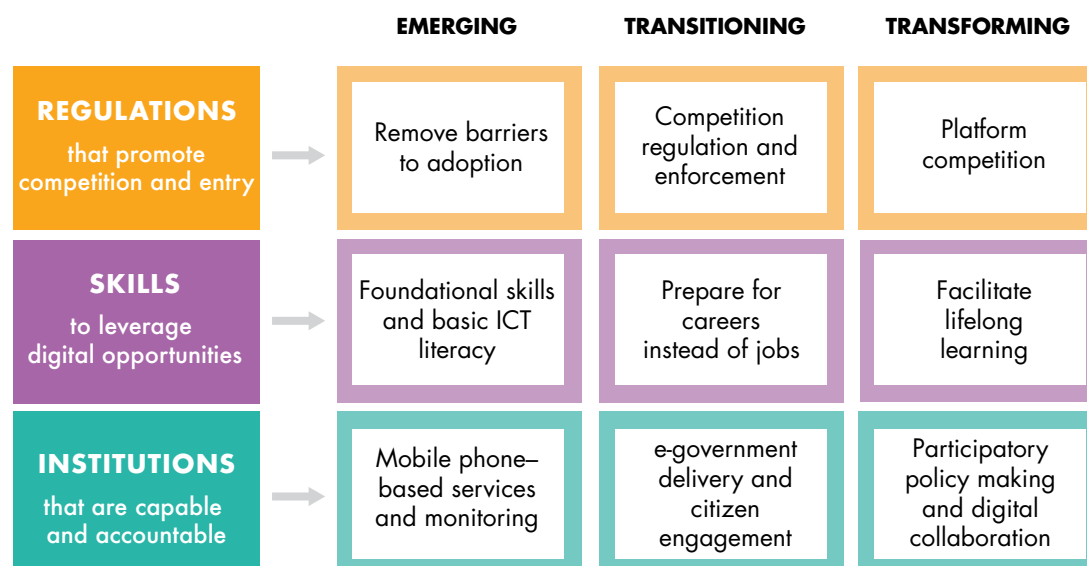 EMERGING
TRANSITIONING
TRANSFORMING
REGULATIONS
that promote
competition and entry
Remove barriers
to adoption
Competition
regulation and
enforcement
Platform
competition
SKILLS
to leverage
digital opportunities
Foundational skills
and basic ICT
literacy
Prepare for
careers
instead of jobs
Facilitate
lifelong
learning
INSTITUTIONS
that are capable
and accountable
Mobile phone–
based services
and monitoring
e-government
delivery and
citizen
engagement
Participatory
policy making
and digital
collaboration